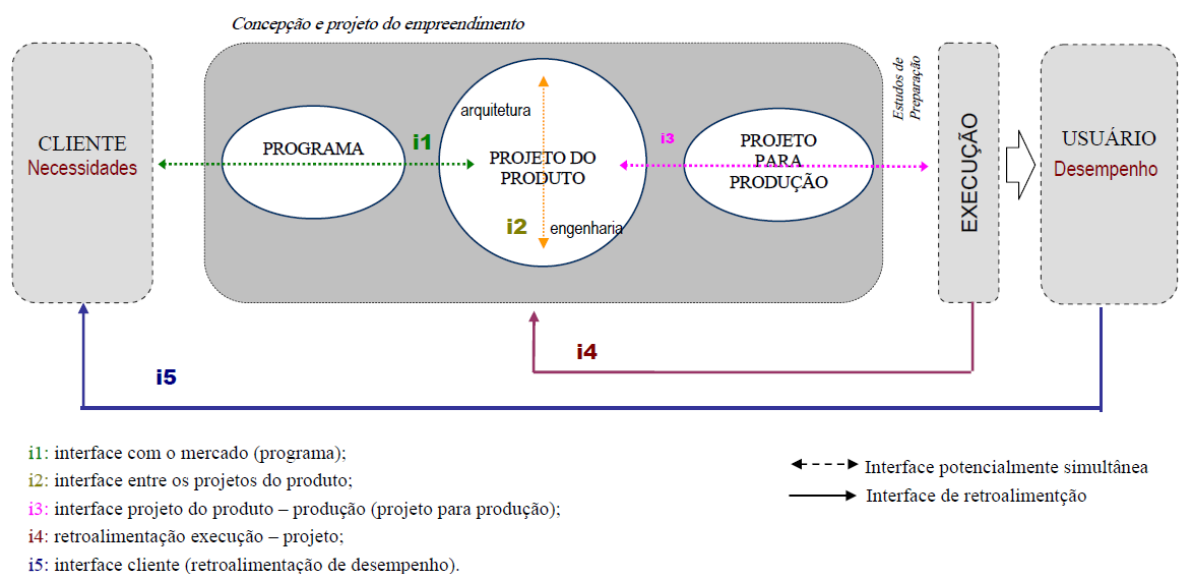 Concepção e projeto do empreendimento
CLIENTE
Necessidades
PROGRAMA
i1
arquitetura
PROJETO DO
PRODUTO
i2
engenharia
i3
PROJETO
PARA
PRODUÇÃO
Estudos de
Preparação
EXECUÇÃO
USUÁRIO
Desempenho
i4
i5
i1: interface com o mercado (programa);
i2: interface entre os projetos do produto;
i3: interface projeto do produto – produção (projeto para produção);
i4: retroalimentação execução – projeto;
i5: interface cliente (retroalimentação de desempenho).
Interface potencialmente simultânea
Interface de retroalimentção